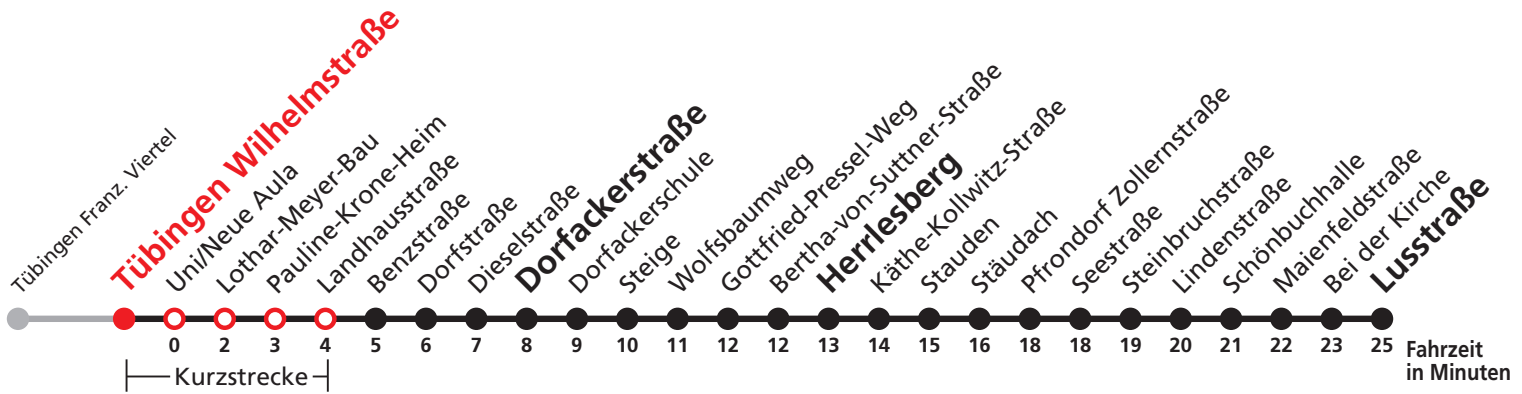 Tübingen Franz. Viertel
Tübingen Wilhelmstraße
Uni/Neue Aula
Lothar-Meyer-Bau
Pauline-Krone-Heim
Landhausstraße
Benzstraße
Dorfstraße
Dieselstraße
Dorfackerstraße
Dorfackerschule
Steige
Wolfsbaumweg
Gottfried-Pressel-Weg
Bertha-von-Suttner-Straße
Herrlesberg
Käthe-Kollwitz-Straße
Stauden
Stäudach
Pfrondorf Zollernstraße
Seestraße
Steinbruchstraße
Lindenstraße
Schönbuchhalle
Maienfeldstraße
Bei der Kirche
Lusstraße
0 2 3 4 5 6 7 8 9 10 11 12 12 13 14 15 16 18 18 19 20 21 22 23 25
Fahrzeit
in Minuten
Kurzstrecke